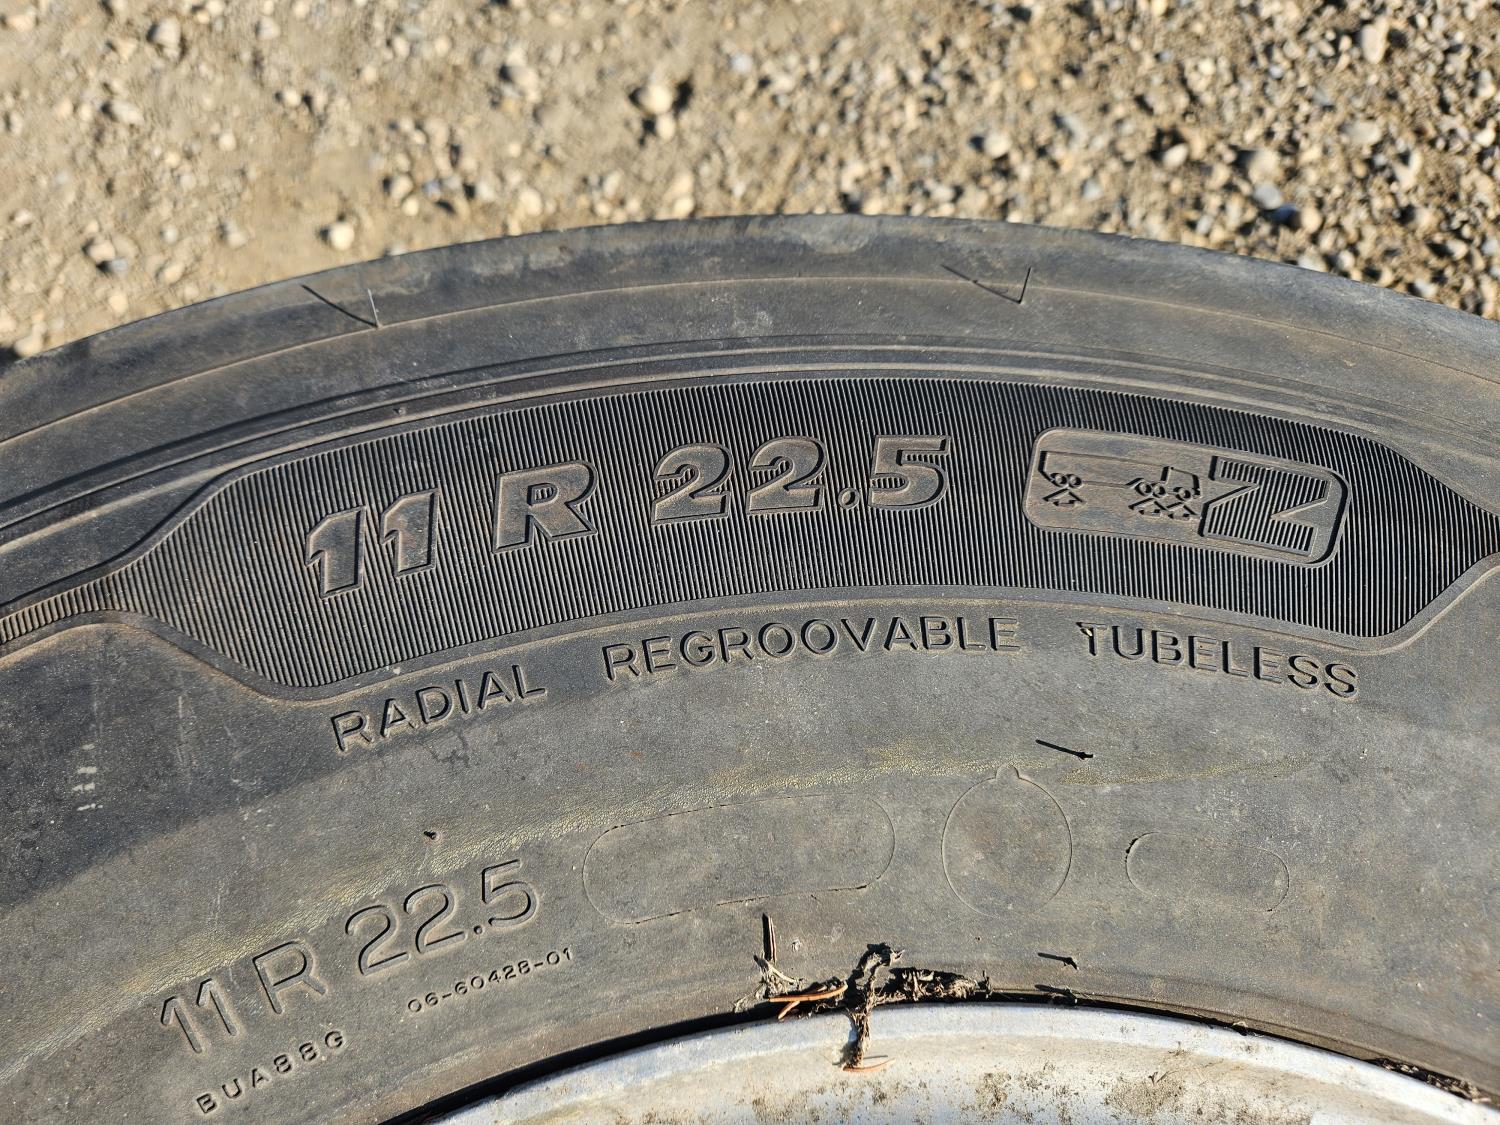 11 R 22.5 Z
RADIAL REGROOVABLE TUBELESS
11 R 22.5
06-60428-01
BUA88G